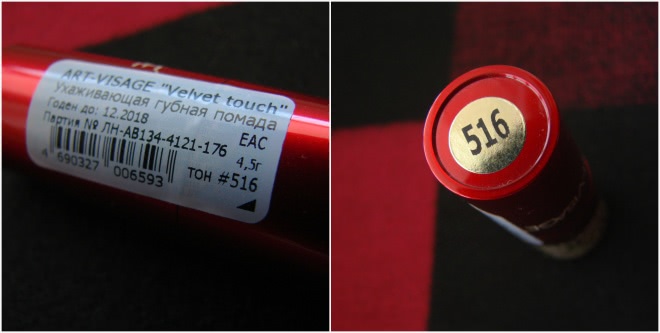 ART-VISAGE "Velvet touch"
Ухаживающая губная помада
Годен до: 12.2018
Партия № ЛН-АВ134-4121-176
EAC
4,5г
4 690327 006593
тон #516
516